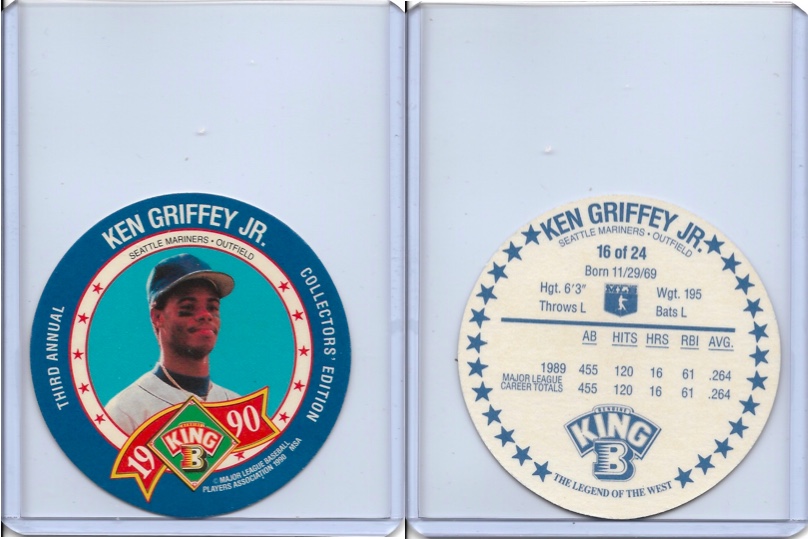 KEN GRIFFEY JR.
SEATTLE MARINERS • OUTFIELD
THIRD ANNUAL
COLLECTORS' EDITION
1990
KING
B
© MAJOR LEAGUE BASEBALL
PLAYERS ASSOCIATION 1990 MSA
KEN GRIFFEY JR.
SEATTLE MARINERS • OUTFIELD
16 of 24
Born 11/29/69
Hgt. 6'3" Wgt. 195
Throws L Bats L
AB HITS HRS RBI AVG.
1989 455 120 16 61 .264
MAJOR LEAGUE
CAREER TOTALS 455 120 16 61 .264
KING
B
THE LEGEND OF THE WEST